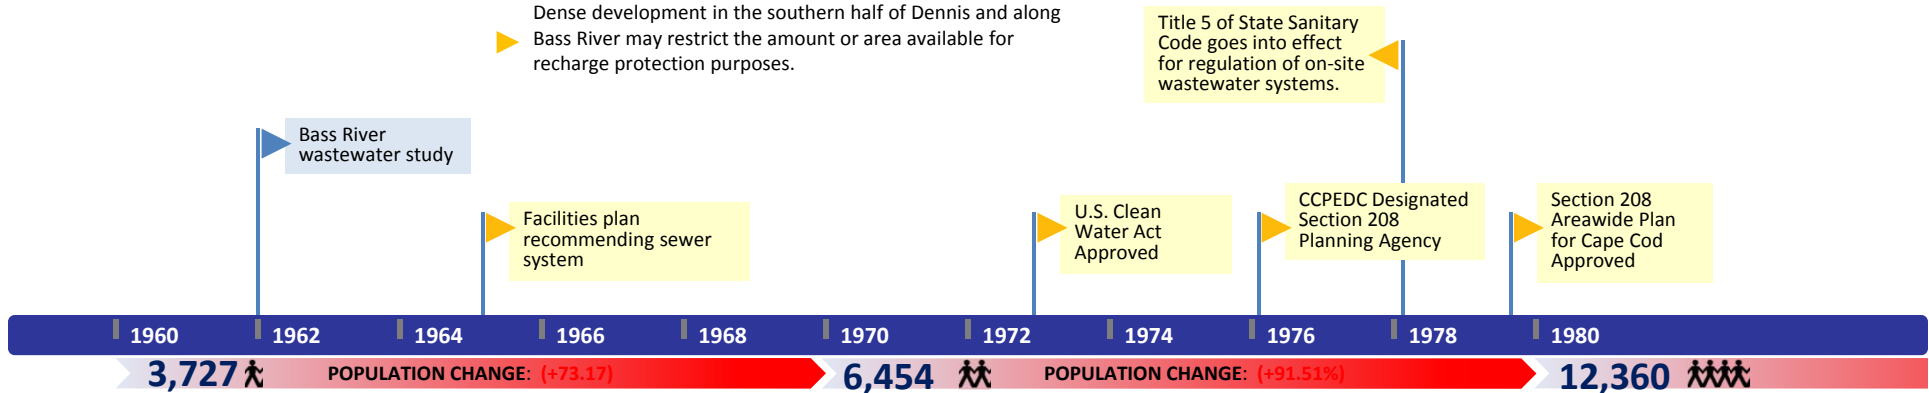 Dense development in the southern half of Dennis and along
Bass River may restrict the amount or area available for
recharge protection purposes.
Title 5 of State Sanitary
Code goes into effect
for regulation of on-site
wastewater systems.
Bass River
wastewater study
Facilities plan
recommending sewer
system
U.S. Clean
Water Act
Approved
CCPEDC Designated
Section 208
Planning Agency
Section 208
Areawide Plan
for Cape Cod
Approved
1960 1962 1964 1966 1968 1970 1972 1974 1976 1978 1980
3,727 POPULATION CHANGE: (+73.17) 6,454 POPULATION CHANGE: (+91.51%) 12,360